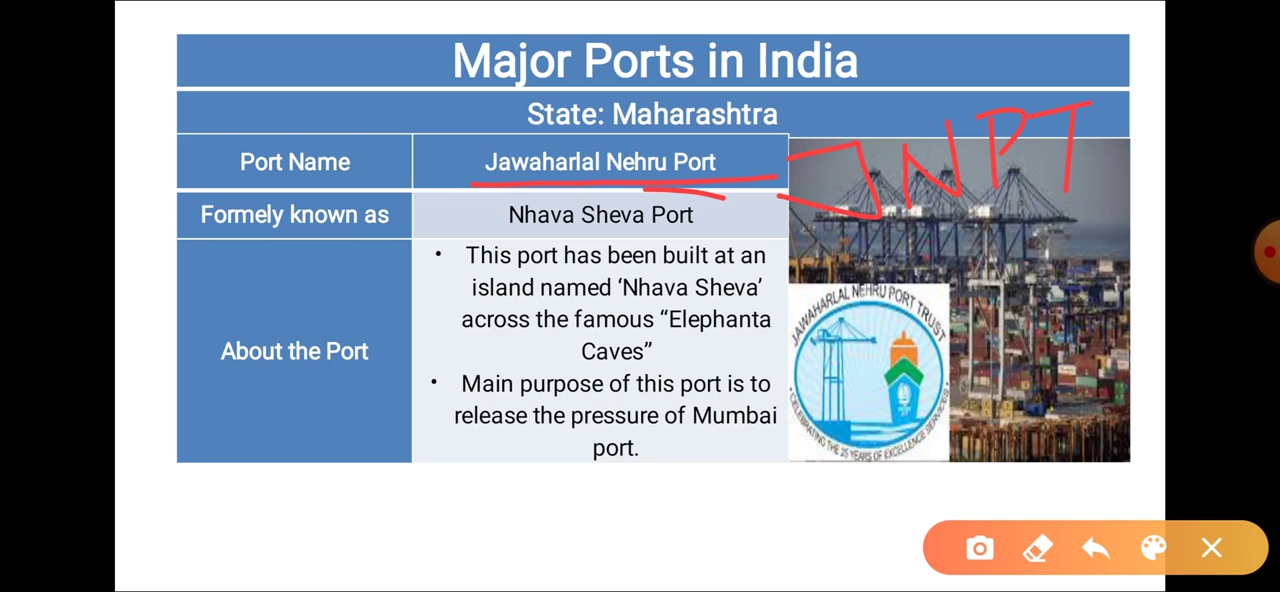 Major Ports in India
State: Maharashtra
Port Name
Jawaharlal Nehru Port
JNPT
Formely known as
Nhava Sheva Port
About the Port
• This port has been built at an
island named ‘Nhava Sheva’
across the famous “Elephanta
Caves”
• Main purpose of this port is to
release the pressure of Mumbai
port.
JAWAHARLAL NEHRU PORT TRUST
• CELEBRATING THE 25 YEARS OF EXCELLENCE SERVICES •